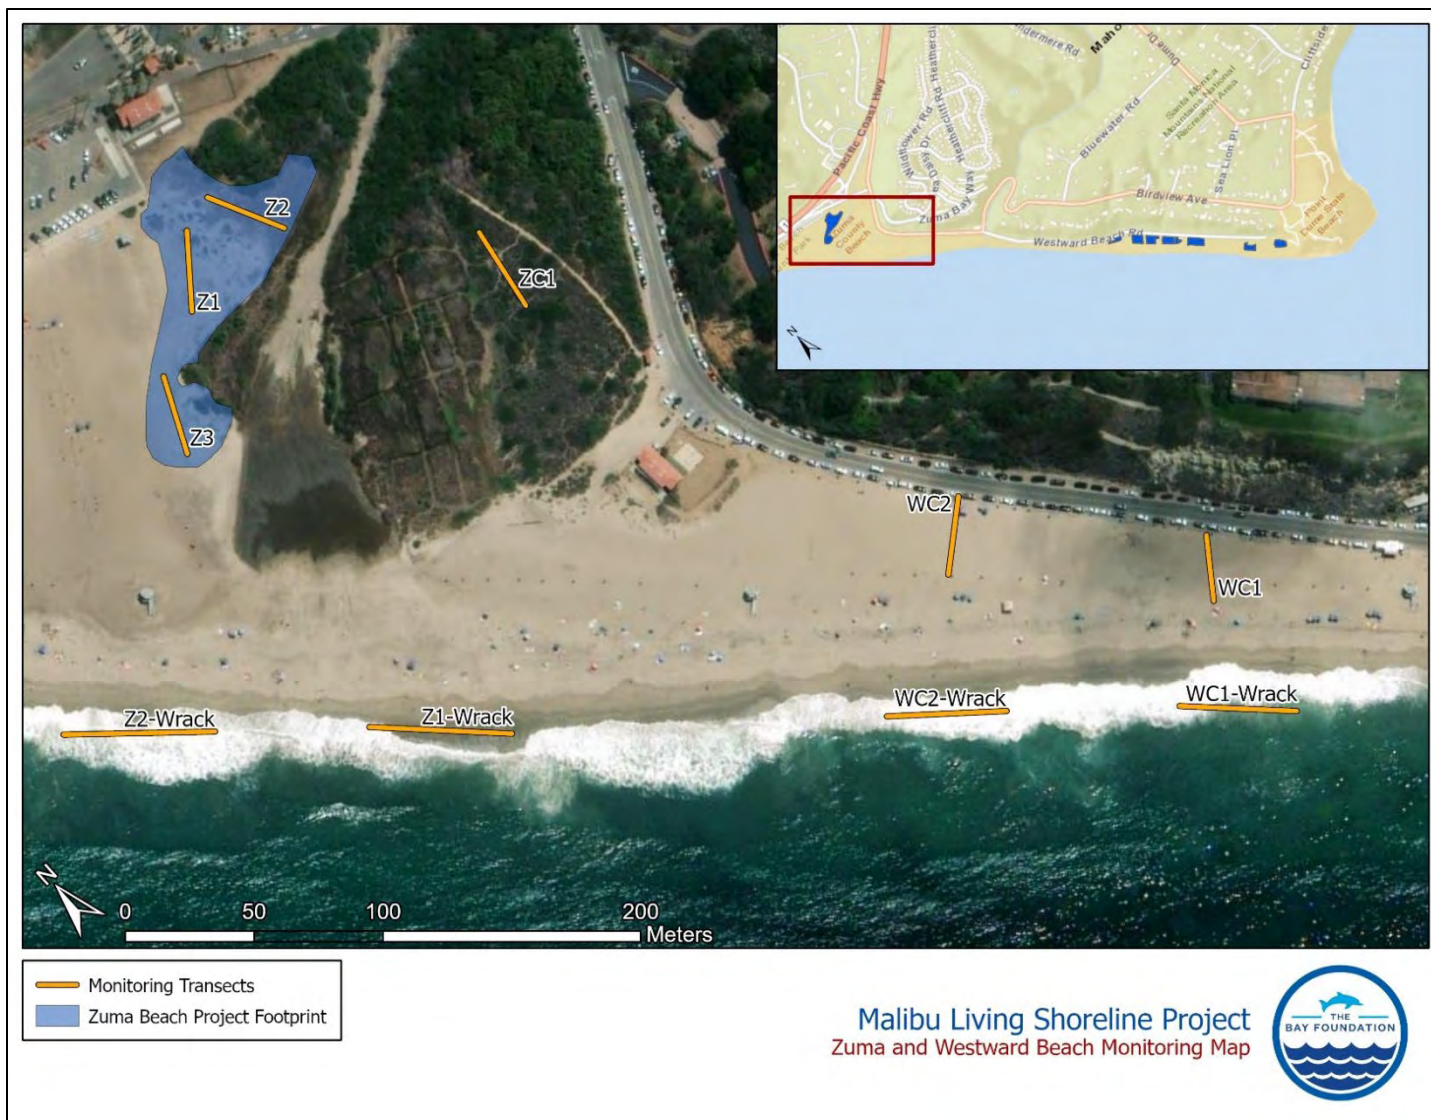 Z2
Z1
Z3
ZC1
WC2
WC1
Z2-Wrack
Z1-Wrack
WC2-Wrack
WC1-Wrack
N
0 50 100 200
Meters
Pacific Coast Hwy
Wildflower Rd
Heathercliff Rd
Zuma Bay Way
Bluewater Rd
Santa Monica
Mountains National
Recreation Area
Sea Lion Pl
Birdview Ave
Westward Beach Rd
Zuma
County
Beach
Point
Dume State
Beach
Dume Dr
Cliffside
N
Monitoring Transects
Zuma Beach Project Footprint
Malibu Living Shoreline Project
Zuma and Westward Beach Monitoring Map
THE
BAY FOUNDATION